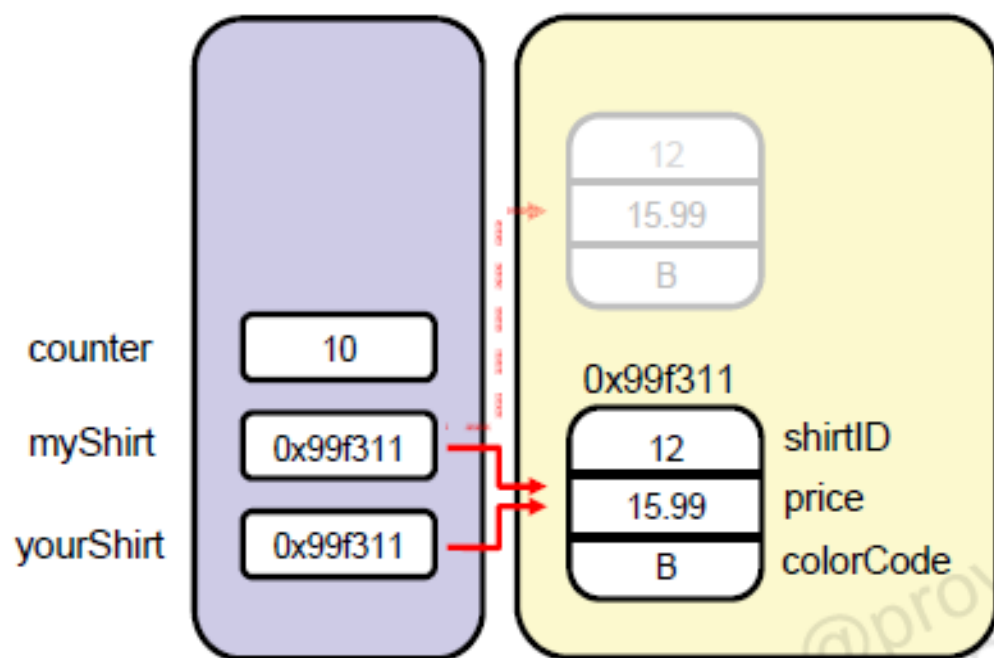 12
15.99
B
counter 10
0x99f311
myShirt 0x99f311 12 shirtID
15.99 price
yourShirt 0x99f311 B colorCode